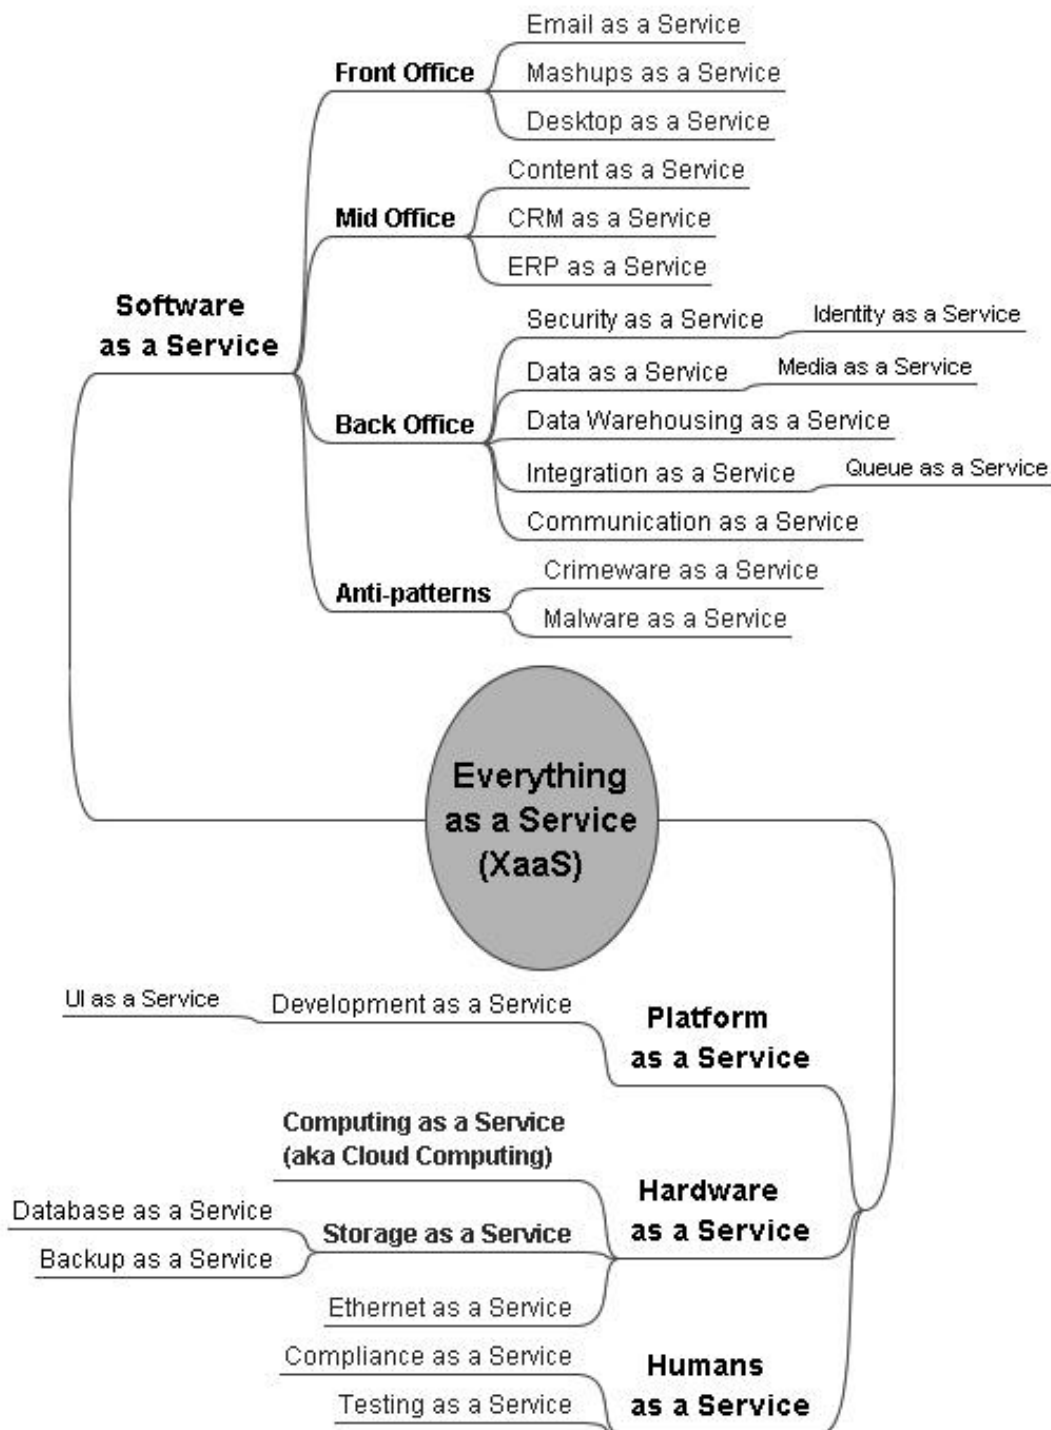 Email as a Service
Front Office
Mashups as a Service
Desktop as a Service
Content as a Service
Mid Office
CRM as a Service
ERP as a Service
Software
as a Service
Security as a Service
Identity as a Service
Data as a Service
Media as a Service
Back Office
Data Warehousing as a Service
Integration as a Service
Queue as a Service
Communication as a Service
Anti-patterns
Crimeware as a Service
Malware as a Service
Everything
as a Service
(XaaS)
Platform
as a Service
Development as a Service
UI as a Service
Hardware
as a Service
Computing as a Service
(aka Cloud Computing)
Storage as a Service
Database as a Service
Backup as a Service
Ethernet as a Service
Humans
as a Service
Compliance as a Service
Testing as a Service